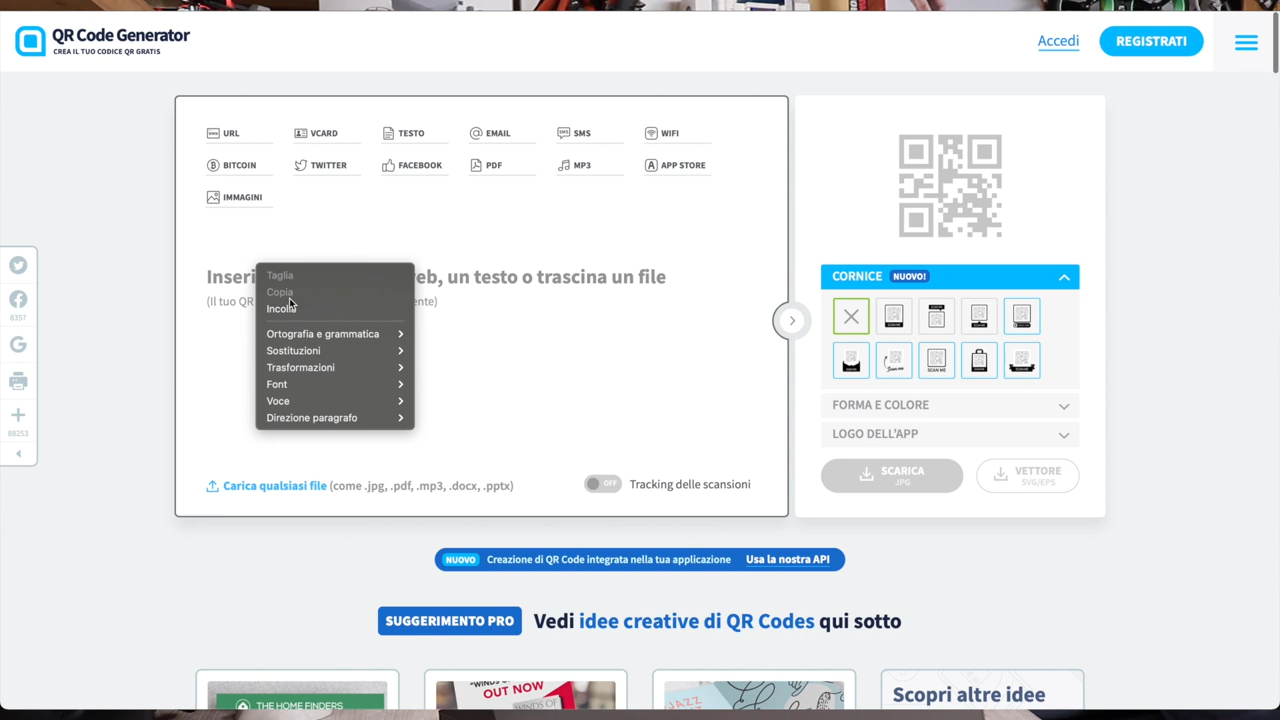 QR Code Generator
CREA IL TUO CODICE QR GRATIS
Accedi
REGISTRATI
URL
VCARD
TESTO
EMAIL
SMS
WIFI
BITCOIN
TWITTER
FACEBOOK
PDF
MP3
APP STORE
IMMAGINI
Inseri
eb, un testo o trascina un file
(Il tuo QR
ente)
Taglia
Copia
Incolla
Ortografia e grammatica
Sostituzioni
Trasformazioni
Font
Voce
Direzione paragrafo
Carica qualsiasi file (come .jpg, .pdf, .mp3, .docx, .pptx)
OFF
Tracking delle scansioni
CORNICE
NUOVO!
SCAN ME
FORMA E COLORE
LOGO DELL'APP
SCARICA
JPG
VETTORE
SVG/EPS
8357
88253
NUOVO
Creazione di QR Code integrata nella tua applicazione
Usa la nostra API
SUGGERIMENTO PRO
Vedi idee creative di QR Codes qui sotto
THE HOME FINDERS
OUT NOW
WINDS OF
JAZZ
Scopri altre idee